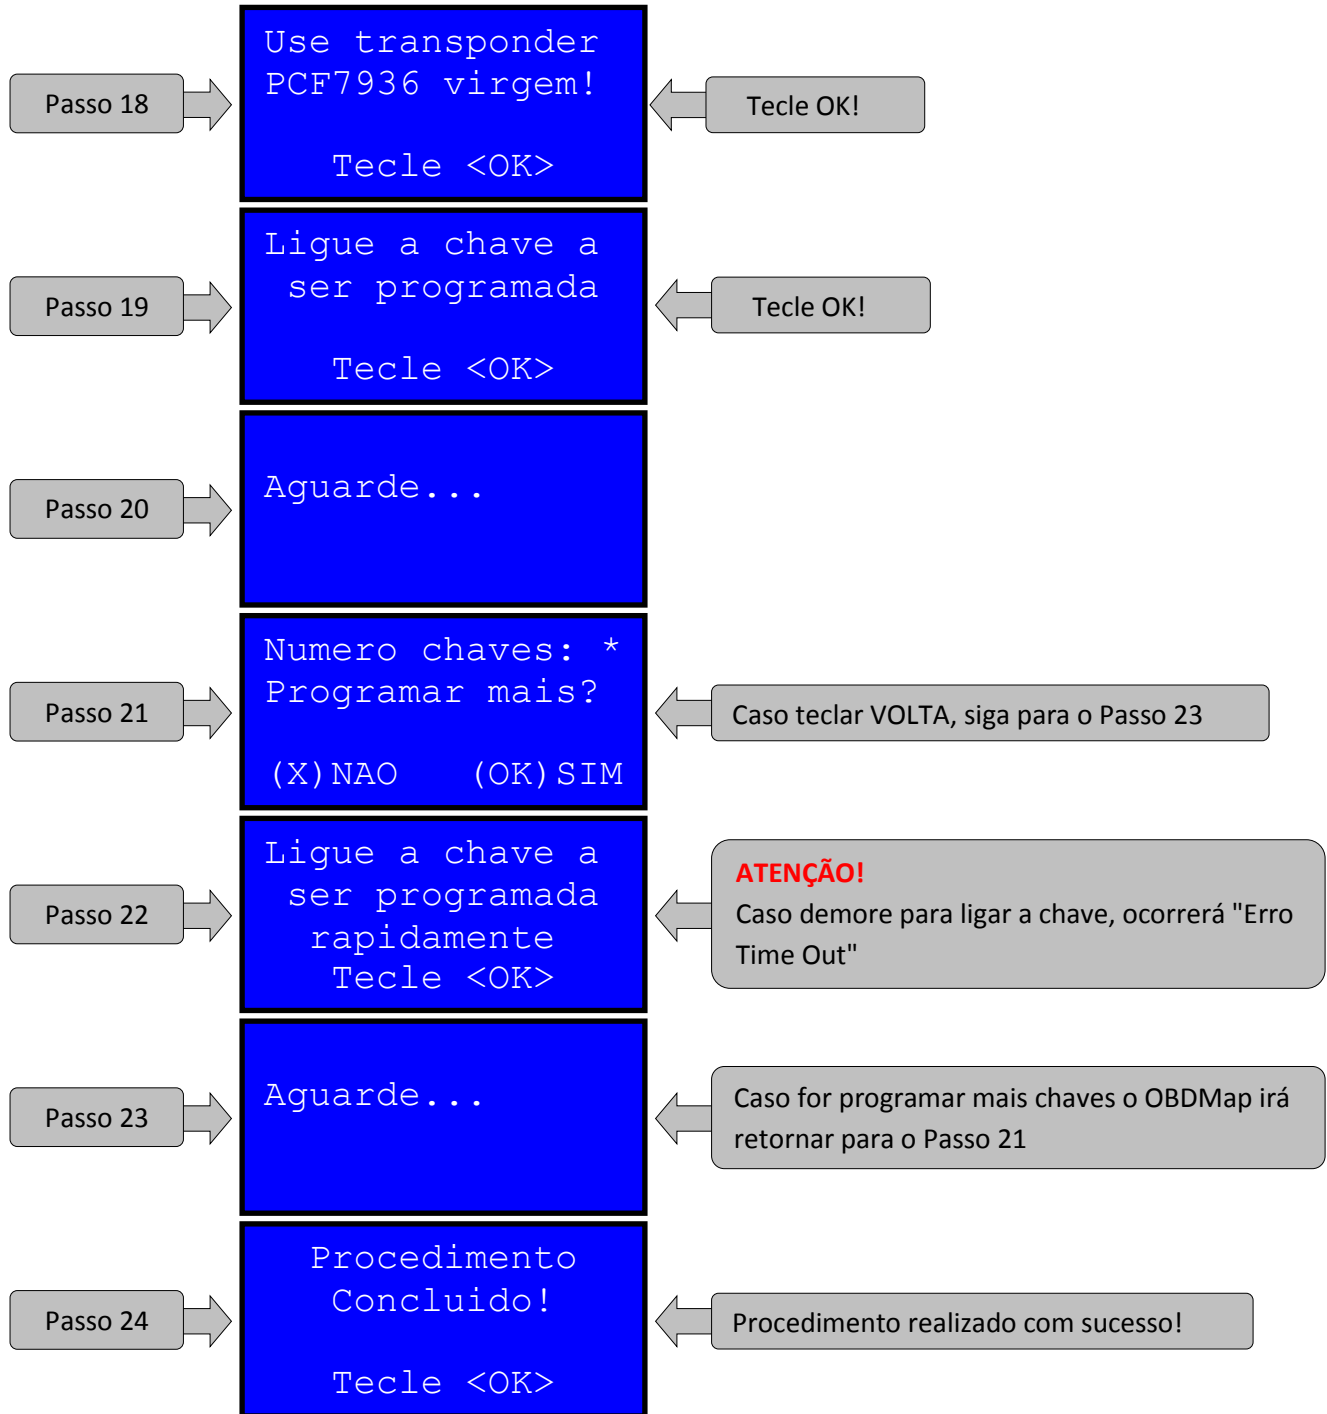 Passo 18
Use transponder
PCF7936 virgem!
Tecle <OK>
Tecle OK!
Passo 19
Ligue a chave a
ser programada
Tecle <OK>
Tecle OK!
Passo 20
Aguarde...
Passo 21
Numero chaves: *
Programar mais?
(X)NAO (OK)SIM
Caso teclar VOLTA, siga para o Passo 23
Passo 22
Ligue a chave a
ser programada
rapidamente
Tecle <OK>
ATENÇÃO!
Caso demore para ligar a chave, ocorrerá "Erro
Time Out"
Passo 23
Aguarde...
Caso for programar mais chaves o OBDMap irá
retornar para o Passo 21
Passo 24
Procedimento
Concluido!
Tecle <OK>
Procedimento realizado com sucesso!